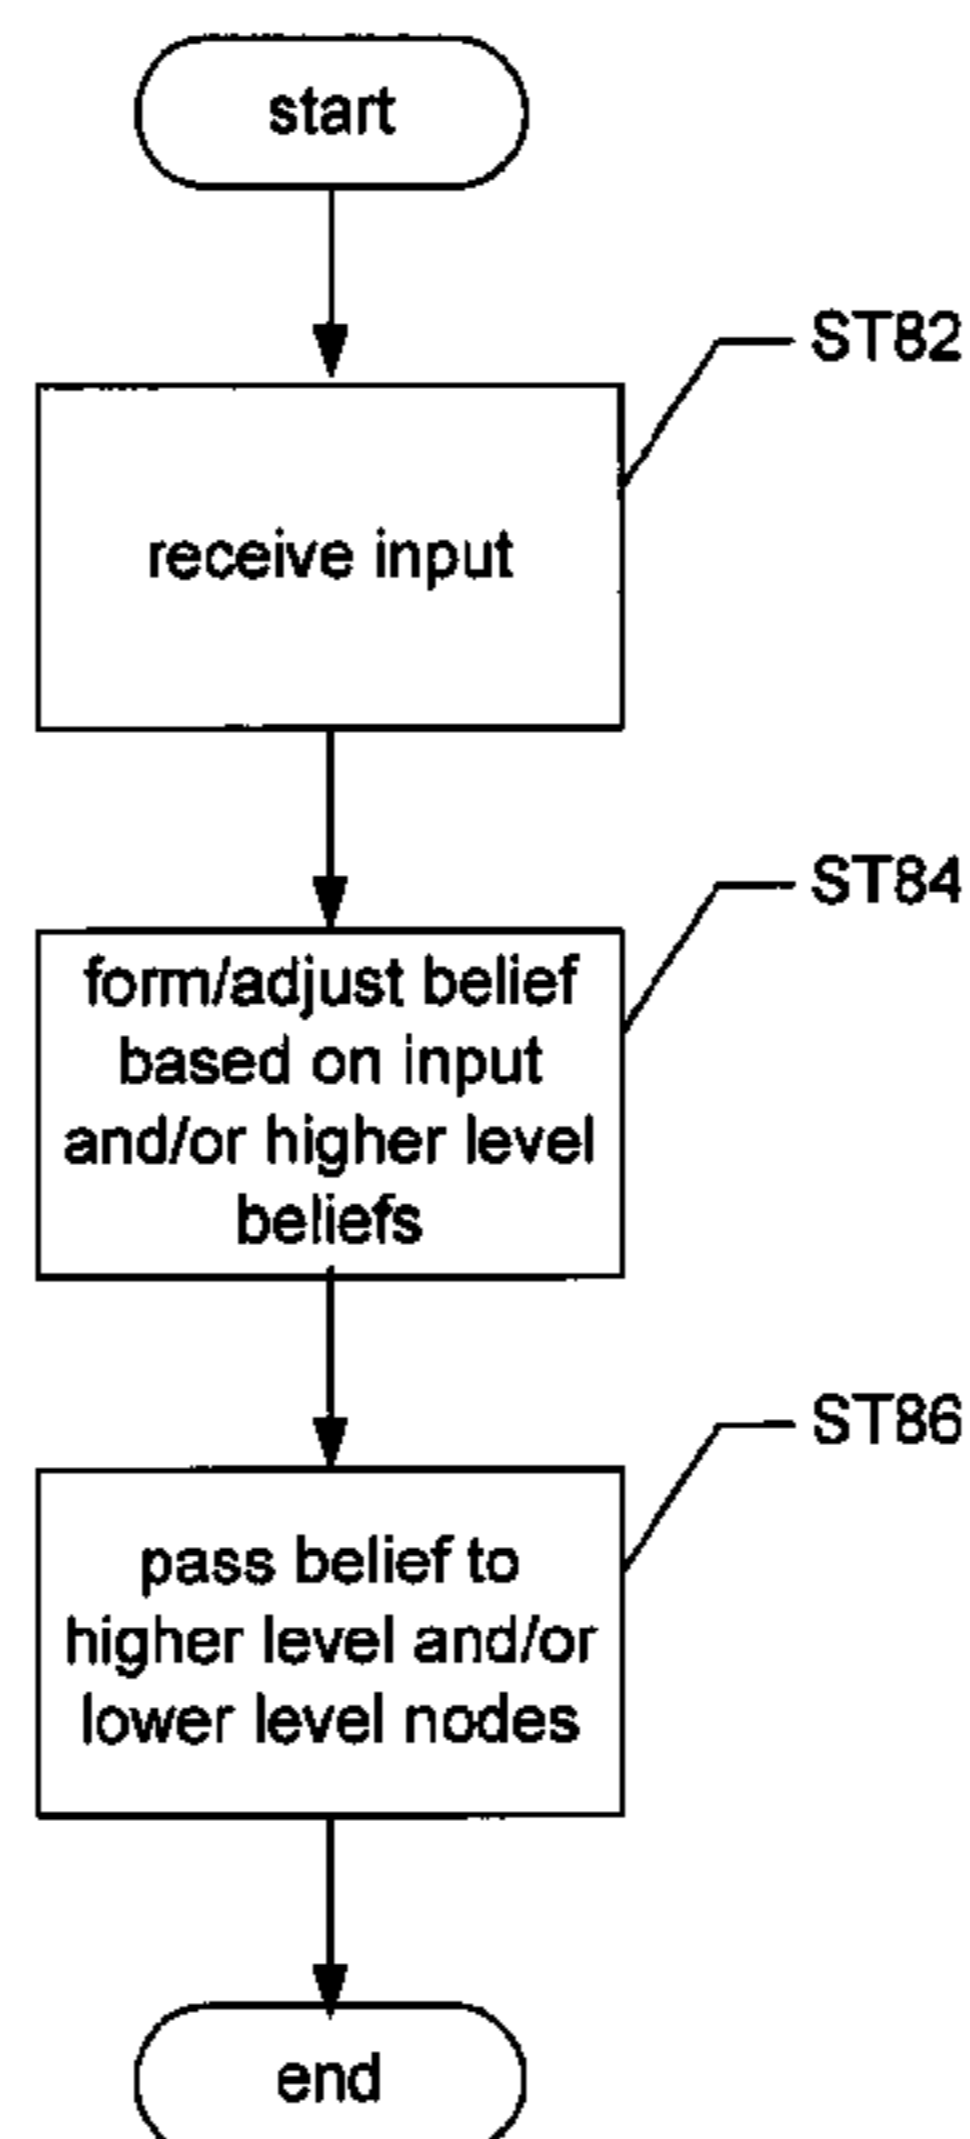 start
ST82
receive input
ST84
form/adjust belief
based on input
and/or higher level
beliefs
ST86
pass belief to
higher level and/or
lower level nodes
end